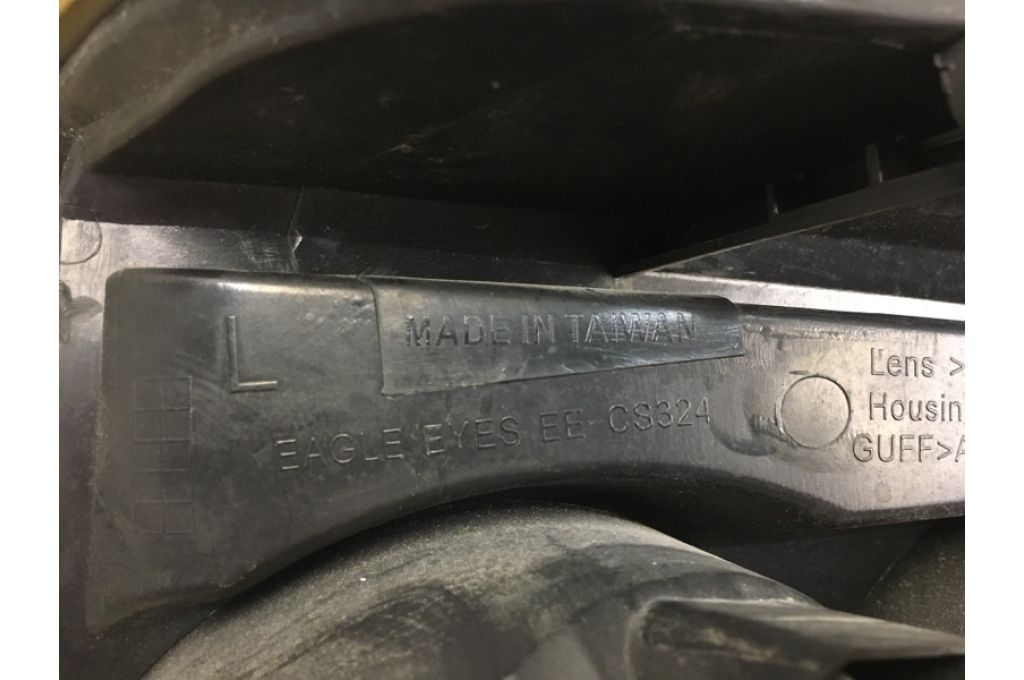 L
MADE IN TAIWAN
EAGLE EYES EE-CS324
Lens >
Housin
GUFF>A